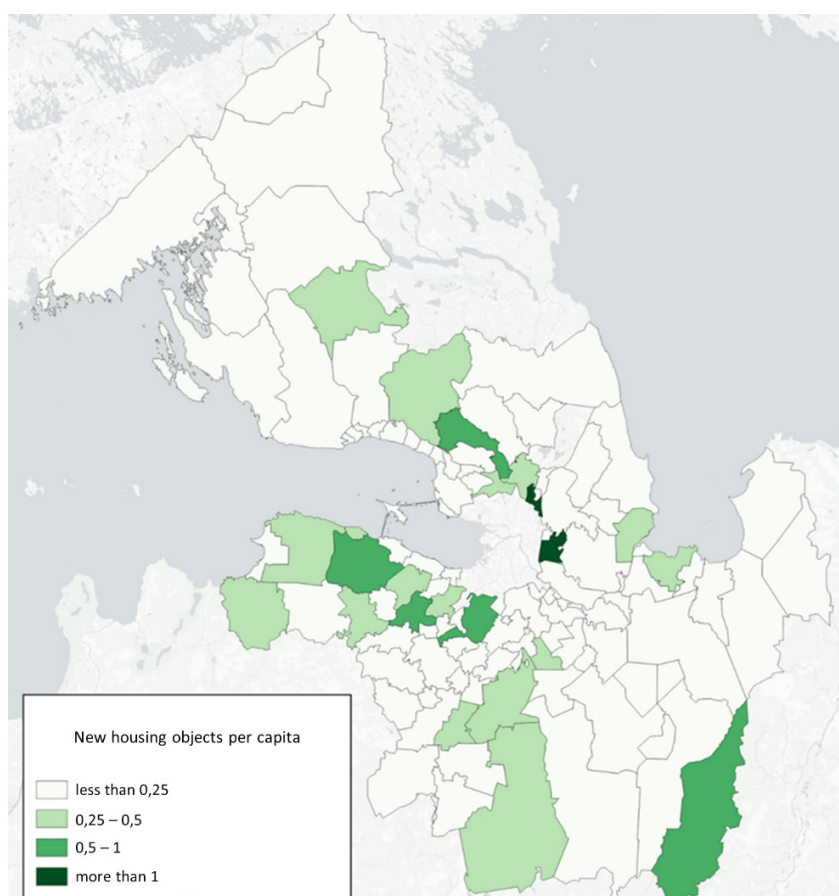 New housing objects per capita
less than 0,25
0,25 – 0,5
0,5 – 1
more than 1